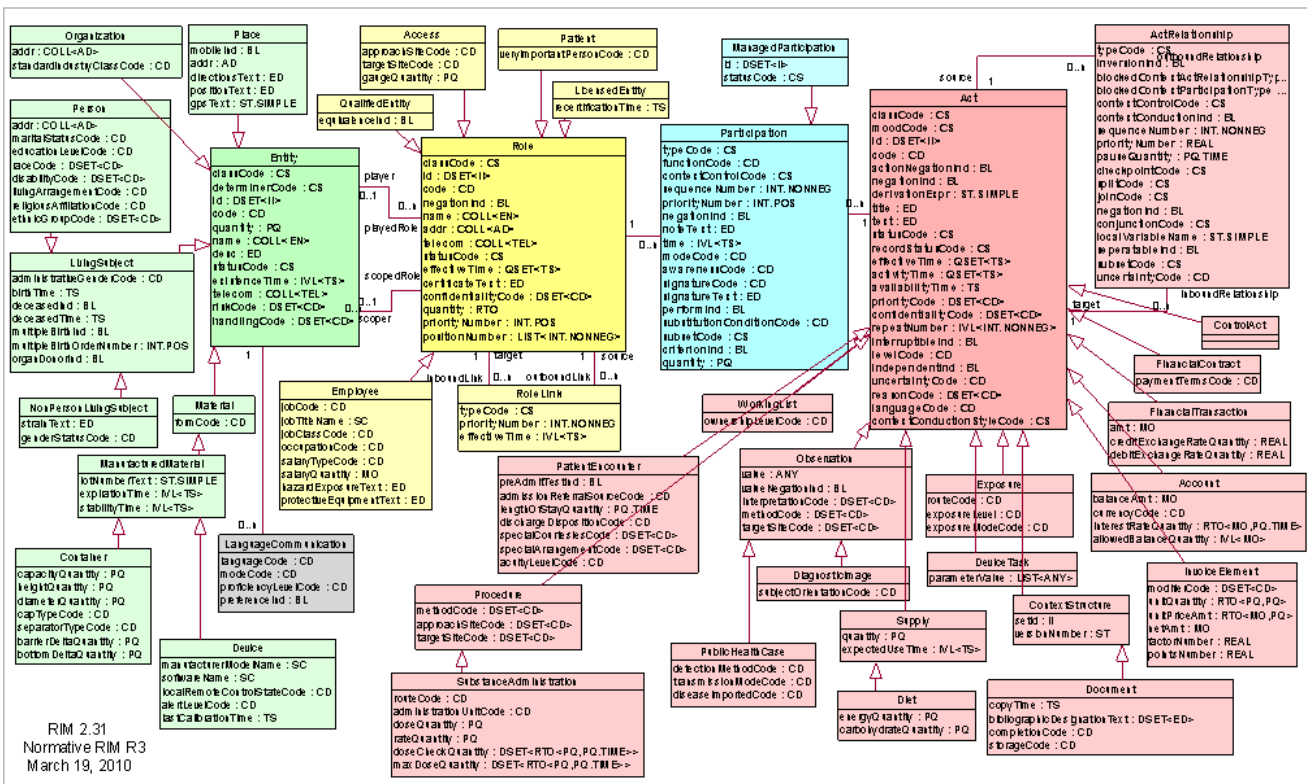 Organization
addr : COLL<AD>
standardIndustryClassCode : CD
Place
mobileInd : BL
addr : AD
directionsText : ED
positionText : ED
gpsText : ST.SIMPLE
Access
approachSiteCode : CD
targetSiteCode : CD
gaugeQuantity : PQ
Patient
veryImportantPersonCode : CD
ManagedParticipation
id : DSET<II>
statusCode : CS
ActRelationship
typeCode : CS
inversionInd : BL
blockedContextActRelationshipType...
blockedContextParticipationType ...
contextControlCode : CS
contextConductionInd : BL
sequenceNumber : INT.NONNEG
priorityNumber : REAL
pauseQuantity : PQ.TIME
checkpointCode : CS
splitCode : CS
joinCode : CS
negationInd : BL
conjunctionCode : CS
localVariableName : ST.SIMPLE
seperatableInd : BL
subsetCode : CS
uncertaintyCode : CD
outboundRelationship
0..n
source
1
Person
addr : COLL<AD>
maritalStatusCode : CD
educationLevelCode : CD
raceCode : DSET<CD>
disabilityCode : DSET<CD>
livingArrangementCode : CD
religiousAffiliationCode : CD
ethnicGroupCode : DSET<CD>
QualifiedEntity
equivalenceInd : BL
LicensedEntity
recertificationTime : TS
Entity
classCode : CS
determinerCode : CS
id : DSET<II>
code : CD
quantity : PQ
name : COLL<EN>
desc : ED
statusCode : CS
existenceTime : IVL<TS>
telecom : COLL<TEL>
riskCode : DSET<CD>
handlingCode : DSET<CD>
player
0..1
0..n
playedRole
scopedRole
0..n
0..1
scoper
Role
classCode : CS
id : DSET<II>
code : CD
negationInd : BL
name : COLL<EN>
addr : COLL<AD>
telecom : COLL<TEL>
statusCode : CS
effectiveTime : QSET<TS>
certificateText : ED
confidentialityCode : DSET<CD>
quantity : RTO
priorityNumber : INT.POS
positionNumber : LIST<INT.NONNEG>
1
0..n
Participation
typeCode : CS
functionCode : CD
contextControlCode : CS
sequenceNumber : INT.NONNEG
priorityNumber : INT.POS
negationInd : BL
noteText : ED
time : IVL<TS>
modeCode : CD
awarenessCode : CD
signatureCode : CD
signatureText : ED
performInd : BL
substitutionConditionCode : CD
subsetCode : CS
criterionInd : BL
quantity : PQ
0..n
1
Act
classCode : CS
moodCode : CS
id : DSET<II>
code : CD
actionNegationInd : BL
negationInd : BL
derivationExpr : ST.SIMPLE
title : ED
text : ED
statusCode : CS
recordStatusCode : CS
effectiveTime : QSET<TS>
activityTime : QSET<TS>
availabilityTime : TS
priorityCode : DSET<CD>
confidentialityCode : DSET<CD>
repeatNumber : IVL<INT.NONNEG>
interruptibleInd : BL
levelCode : CD
independentInd : BL
uncertaintyCode : CD
reasonCode : DSET<CD>
languageCode : CD
contextConductionStyleCode : CS
target
1
0..n
inboundRelationship
ControlAct
FinancialContract
paymentTermsCode : CD
FinancialTransaction
amt : MO
creditExchangeRateQuantity : REAL
debitExchangeRateQuantity : REAL
Account
balanceAmt : MO
currencyCode : CD
interestRateQuantity : RTO<MO,PQ.TIME>
allowedBalanceQuantity : IVL<MO>
InvoiceElement
modifierCode : DSET<CD>
unitQuantity : RTO<PQ,PQ>
unitPriceAmt : RTO<MO,PQ>
netAmt : MO
factorNumber : REAL
pointsNumber : REAL
LivingSubject
administrativeGenderCode : CD
birthTime : TS
deceasedInd : BL
deceasedTime : TS
multipleBirthInd : BL
multipleBirthOrderNumber : INT.POS
organDonorInd : BL
NonPersonLivingSubject
strainText : ED
genderStatusCode : CD
Material
formCode : CD
ManufacturedMaterial
lotNumberText : ST.SIMPLE
expirationTime : IVL<TS>
stabilityTime : IVL<TS>
Container
capacityQuantity : PQ
heightQuantity : PQ
diameterQuantity : PQ
capTypeCode : CD
separatorTypeCode : CD
barrierDeltaQuantity : PQ
bottomDeltaQuantity : PQ
Device
manufacturerModelName : SC
softwareName : SC
localRemoteControlStateCode : CD
alertLevelCode : CD
lastCalibrationTime : TS
1
0..n
LanguageCommunication
languageCode : CD
modeCode : CD
proficiencyLevelCode : CD
preferenceInd : BL
Employee
jobCode : CD
jobTitleName : SC
jobClassCode : CD
occupationCode : CD
salaryTypeCode : CD
salaryQuantity : MO
hazardExposureText : ED
protectiveEquipmentText : ED
target
1
inboundLink
0..n
1
source
outboundLink
0..n
RoleLink
typeCode : CS
priorityNumber : INT.NONNEG
effectiveTime : IVL<TS>
WorkingList
ownershipLevelCode : CD
PatientEncounter
preAdmitTestInd : BL
admissionReferralSourceCode : CD
lengthOfStayQuantity : PQ.TIME
dischargeDispositionCode : CD
specialCourtesiesCode : DSET<CD>
specialArrangementCode : DSET<CD>
acuityLevelCode : CD
Observation
value : ANY
valueNegationInd : BL
interpretationCode : DSET<CD>
methodCode : DSET<CD>
targetSiteCode : DSET<CD>
Exposure
routeCode : CD
exposureLevel : CD
exposureModeCode : CD
DeviceTask
parameterValue : LIST<ANY>
DiagnosticImage
subjectOrientationCode : CD
Procedure
methodCode : DSET<CD>
approachSiteCode : DSET<CD>
targetSiteCode : DSET<CD>
SubstanceAdministration
routeCode : CD
administrationUnitCode : CD
doseQuantity : PQ
rateQuantity : PQ
doseCheckQuantity : DSET<RTO<PQ,PQ.TIME>>
maxDoseQuantity : DSET<RTO<PQ,PQ.TIME>>
PublicHealthCase
detectionMethodCode : CD
transmissionModeCode : CD
diseaseImportedCode : CD
Supply
quantity : PQ
expectedUseTime : IVL<TS>
Diet
energyQuantity : PQ
carbohydrateQuantity : PQ
ContextStructure
setId : II
versionNumber : ST
Document
copyTime : TS
bibliographicDesignationText : DSET<ED>
completionCode : CD
storageCode : CD
RIM 2.31
Normative RIM R3
March 19, 2010